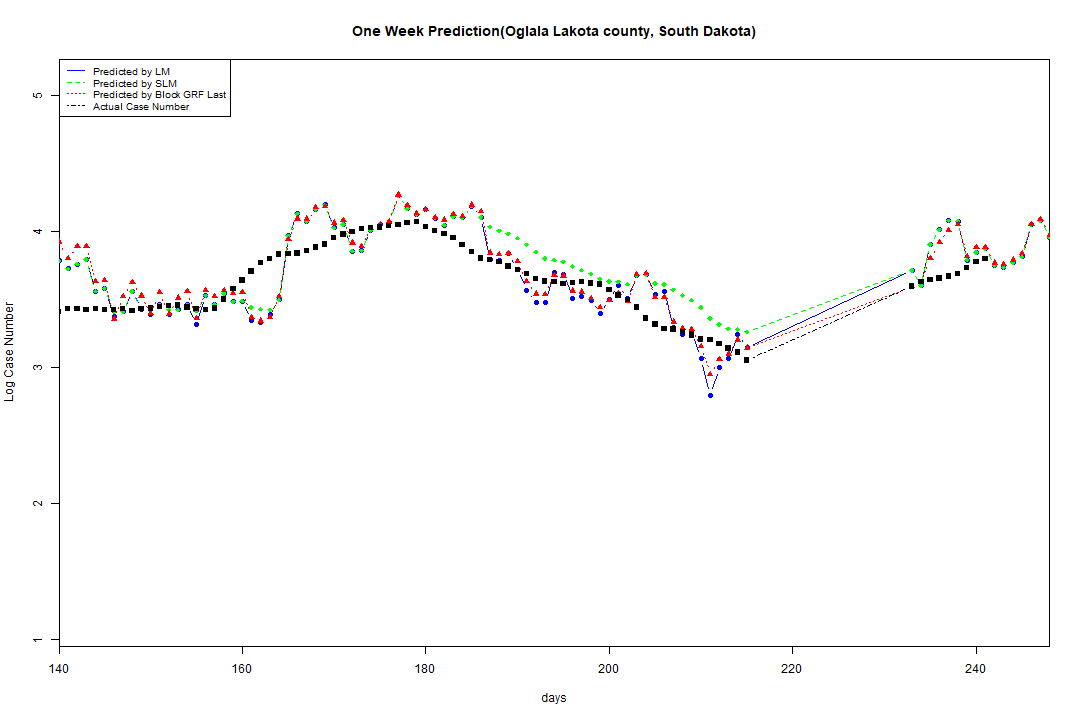 One Week Prediction(Oglala Lakota county, South Dakota)
Predicted by LM
Predicted by SLM
Predicted by Block GRF Last
Actual Case Number
5
4
3
2
1
Log Case Number
140 160 180 200 220 240
days